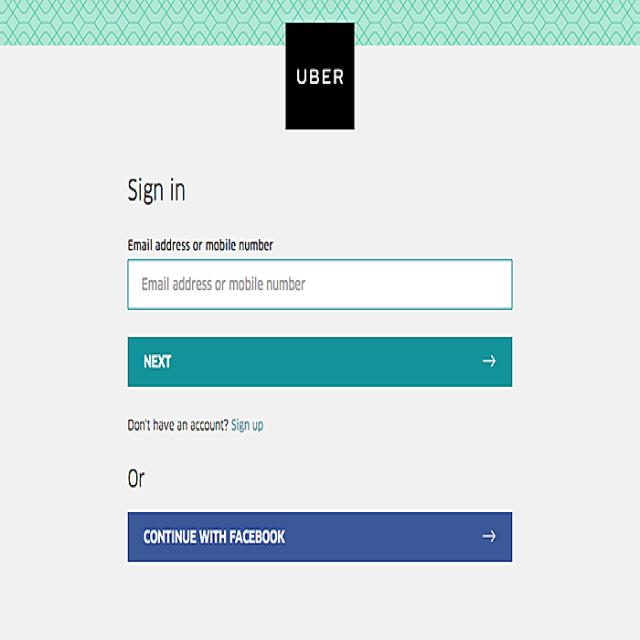 UBER
Sign in
Email address or mobile number
Email address or mobile number
NEXT
Don't have an account? Sign up
Or
CONTINUE WITH FACEBOOK